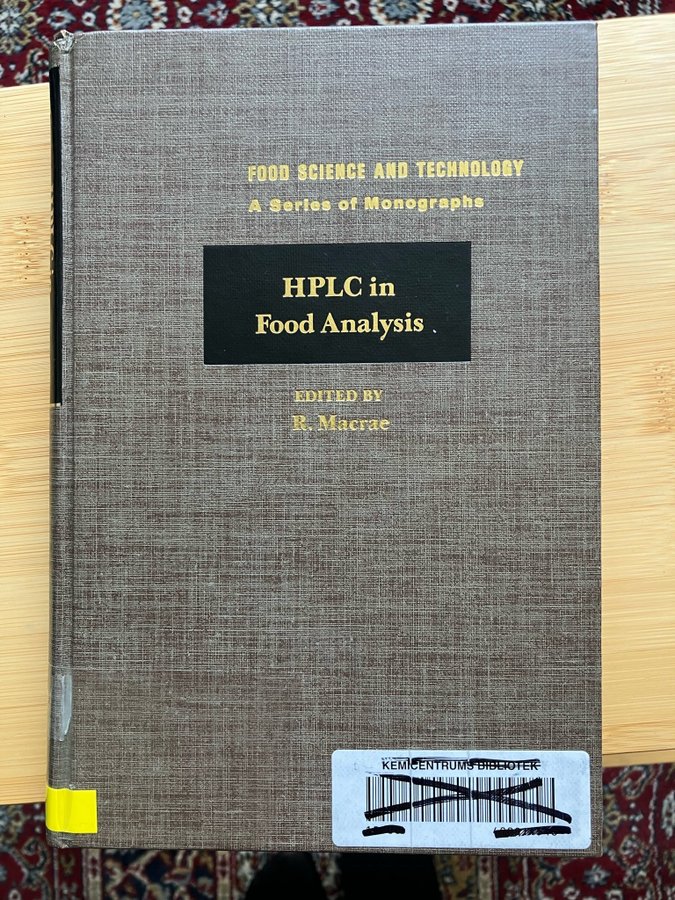 FOOD SCIENCE AND TECHNOLOGY
A Series of Monographs
HPLC in
Food Analysis
EDITED BY
R. Macrae
KEMICENTRUMS BIBLIOTEK